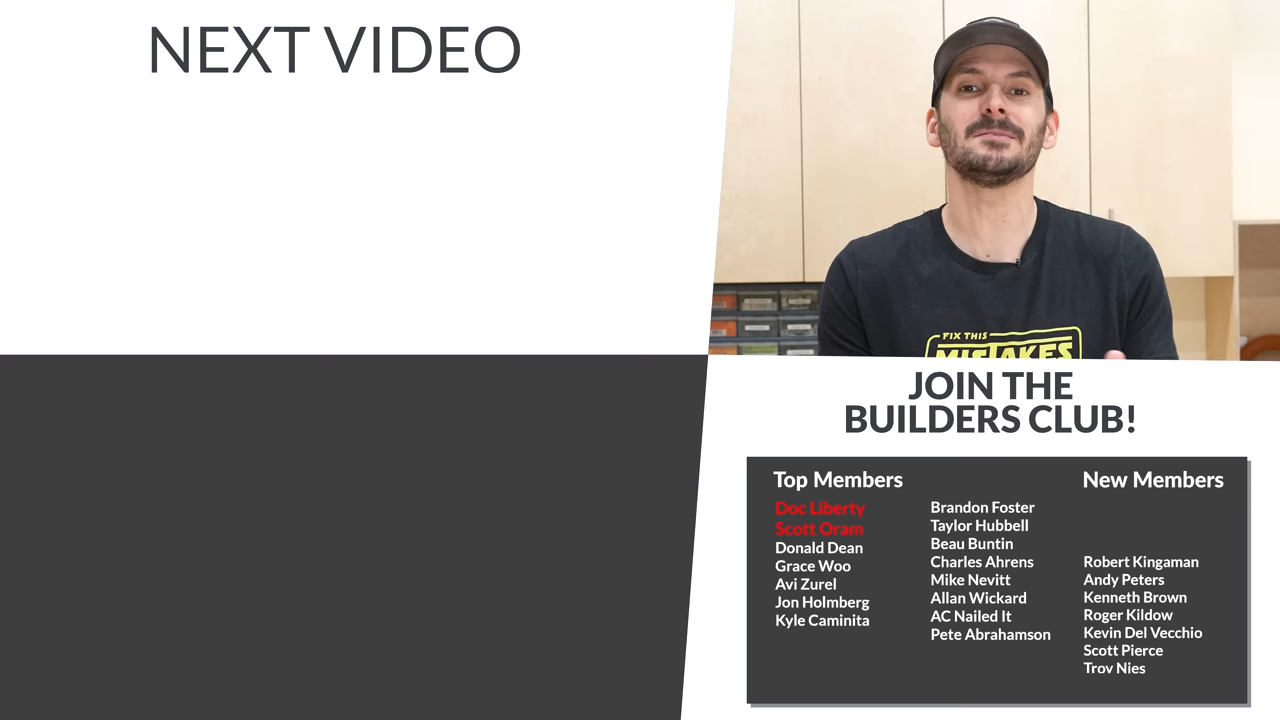 NEXT VIDEO
FIX THIS
MISTAKES
JOIN THE
BUILDERS CLUB!
Top Members
Doc Liberty
Scott Oram
Donald Dean
Grace Woo
Avi Zurel
Jon Holmberg
Kyle Caminita
Brandon Foster
Taylor Hubbell
Beau Buntin
Charles Ahrens
Mike Nevitt
Allan Wickard
AC Nailed It
Pete Abrahamson
New Members
Robert Kingaman
Andy Peters
Kenneth Brown
Roger Kildow
Kevin Del Vecchio
Scott Pierce
Troy Nies